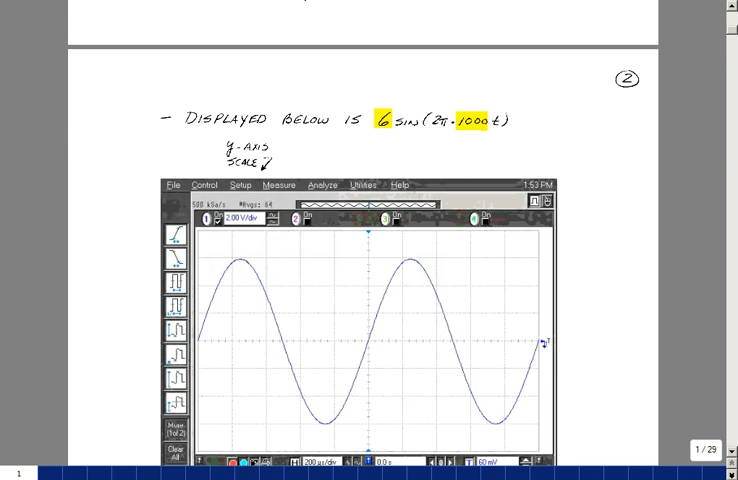 2
- DISPLAYED BELOW IS 6 SIN(2π·1000t)
y-AXIS
SCALE
File Control Setup Measure Analyze Utilities Help 1:53 PM
500 kSa/s #Avgs: 64
1 On 2.00 V/div 2 On 3 On 4 On
T
More
(1 of 2)
Clear
All
H 200 µs/div 0.0 s T 60 mV
1 / 29
1